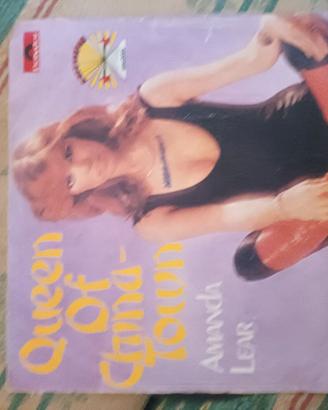 Queen
Of
China-
Town
Amanda
Lear